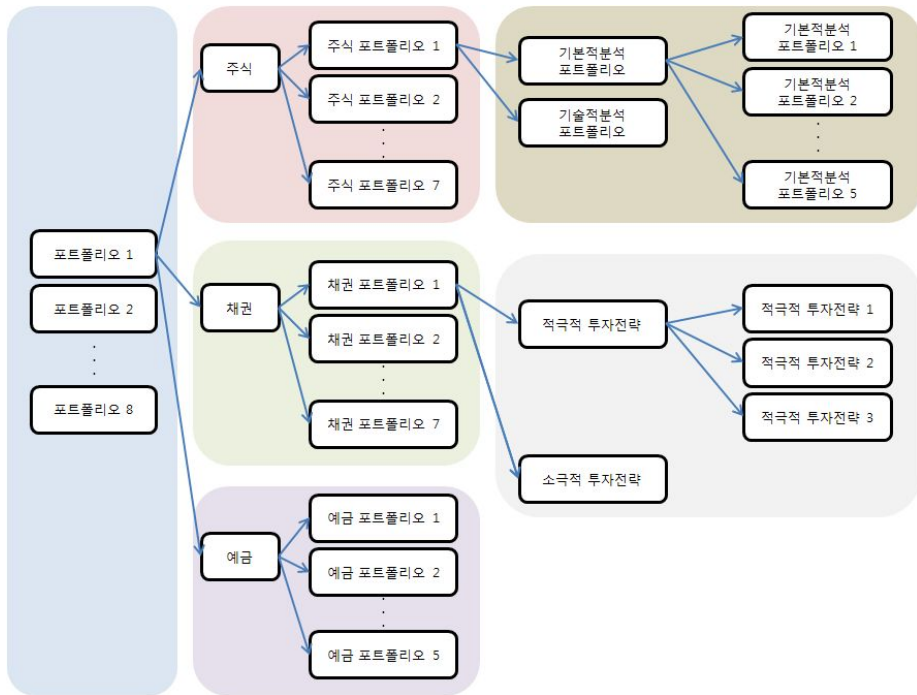 포트폴리오 1
포트폴리오 2
포트폴리오 8
주식
주식 포트폴리오 1
주식 포트폴리오 2
주식 포트폴리오 7
기본적분석
포트폴리오
기술적분석
포트폴리오
기본적분석
포트폴리오 1
기본적분석
포트폴리오 2
기본적분석
포트폴리오 5
채권
채권 포트폴리오 1
채권 포트폴리오 2
채권 포트폴리오 7
적극적 투자전략
소극적 투자전략
적극적 투자전략 1
적극적 투자전략 2
적극적 투자전략 3
예금
예금 포트폴리오 1
예금 포트폴리오 2
예금 포트폴리오 5